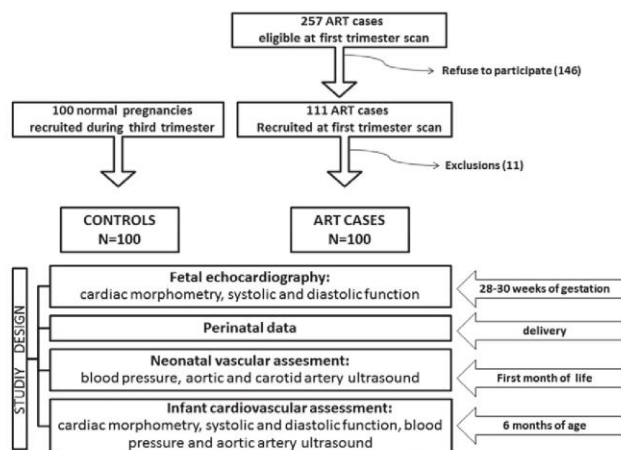 257 ART cases
eligible at first trimester scan
Refuse to participate (146)
100 normal pregnancies
recruited during third trimester
111 ART cases
Recruited at first trimester scan
Exclusions (11)
CONTROLS
N=100
ART CASES
N=100
STUDIY DESIGN
Fetal echocardiography:
cardiac morphometry, systolic and diastolic function
28-30 weeks of gestation
Perinatal data
delivery
Neonatal vascular assesment:
blood pressure, aortic and carotid artery ultrasound
First month of life
Infant cardiovascular assessment:
cardiac morphometry, systolic and diastolic function, blood
pressure and aortic artery ultrasound
6 months of age